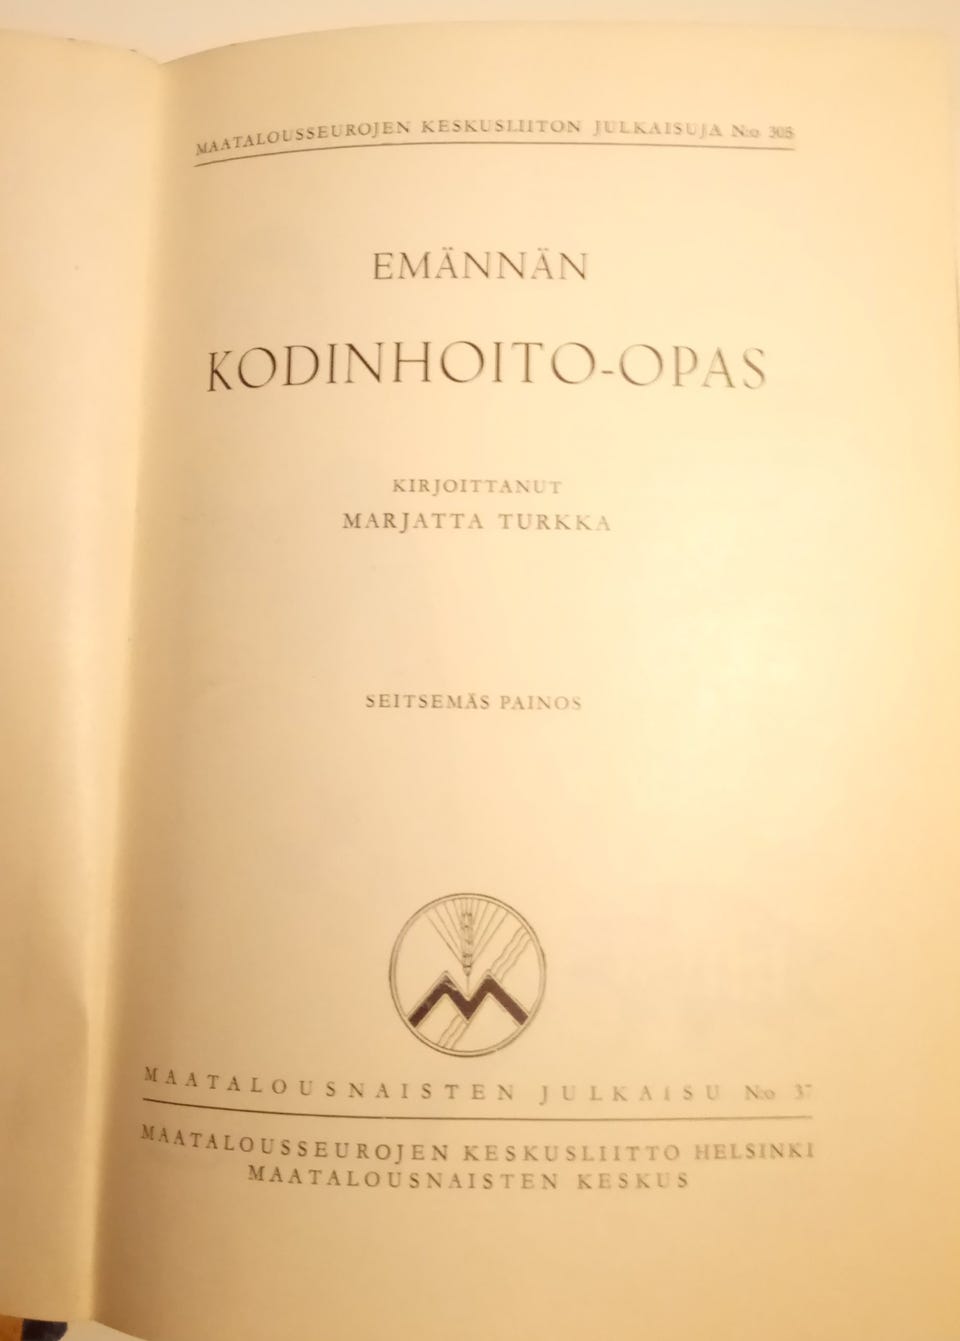 MAATALOUSSEUROJEN KESKUSLIITON JULKAISUJA N:o 305
EMÄNNÄN
KODINHOITO-OPAS
KIRJOITTANUT
MARJATTA TURKKA
SEITSEMÄS PAINOS
MAATALOUSNAISTEN JULKAISU N:o 37
MAATALOUSSEUROJEN KESKUSLIITTO HELSINKI
MAATALOUSNAISTEN KESKUS